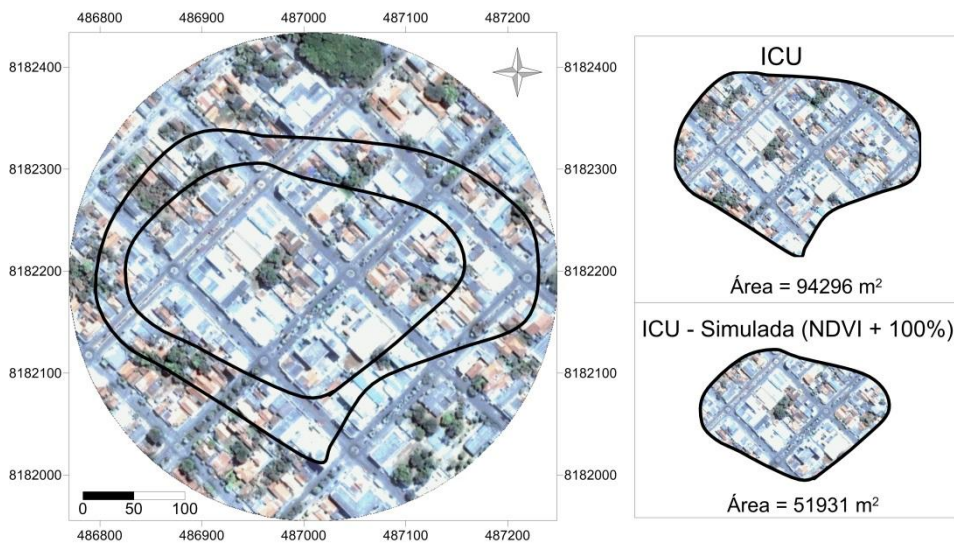 486800 486900 487000 487100 487200
8182400 8182400
8182300 8182300
8182200 8182200
8182100 8182100
8182000 8182000
0 50 100
486800 486900 487000 487100 487200
ICU
Área = 94296 m²
ICU - Simulada (NDVI + 100%)
Área = 51931 m²